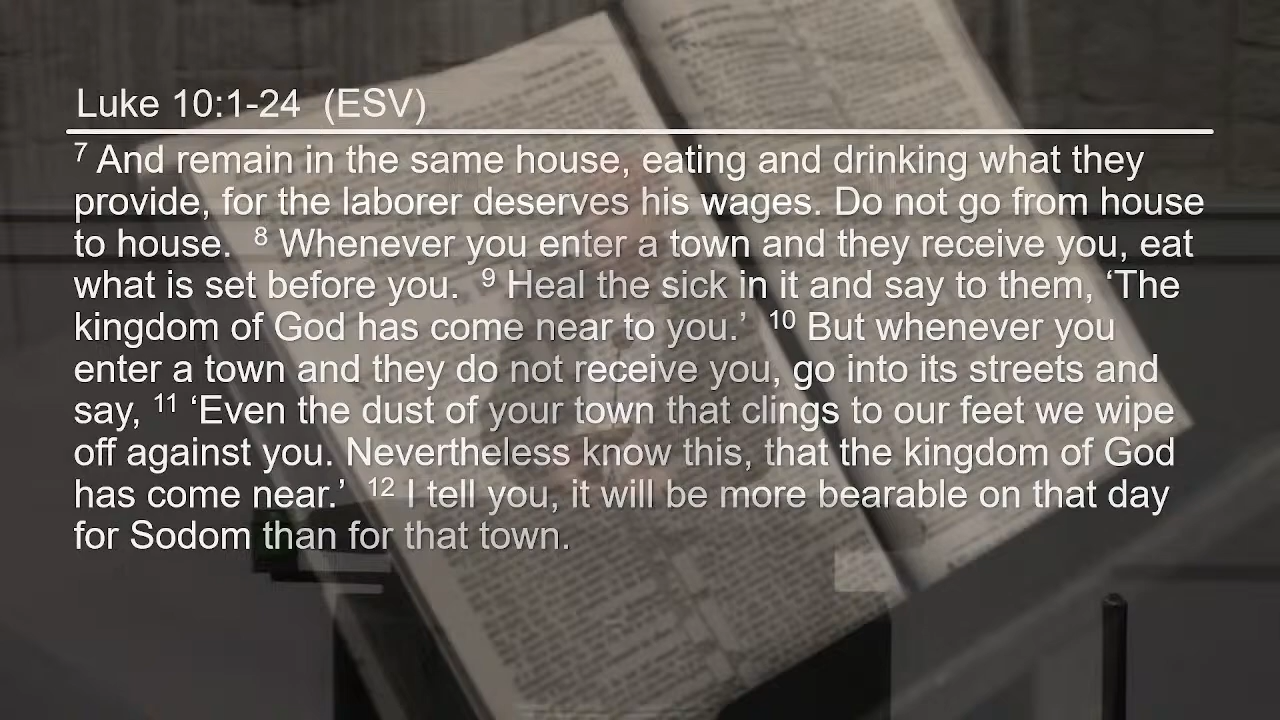 Luke 10:1-24 (ESV)
⁷ And remain in the same house, eating and drinking what they
provide, for the laborer deserves his wages. Do not go from house
to house. ⁸ Whenever you enter a town and they receive you, eat
what is set before you. ⁹ Heal the sick in it and say to them, ‘The
kingdom of God has come near to you.’ ¹⁰ But whenever you
enter a town and they do not receive you, go into its streets and
say, ¹¹ ‘Even the dust of your town that clings to our feet we wipe
off against you. Nevertheless know this, that the kingdom of God
has come near.’ ¹² I tell you, it will be more bearable on that day
for Sodom than for that town.